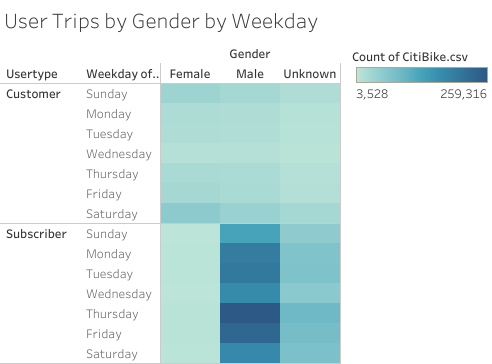 User Trips by Gender by Weekday
Gender
Usertype Weekday of.. Female Male Unknown
Count of CitiBike.csv
3,528 259,316
Customer Sunday
Monday
Tuesday
Wednesday
Thursday
Friday
Saturday
Subscriber Sunday
Monday
Tuesday
Wednesday
Thursday
Friday
Saturday